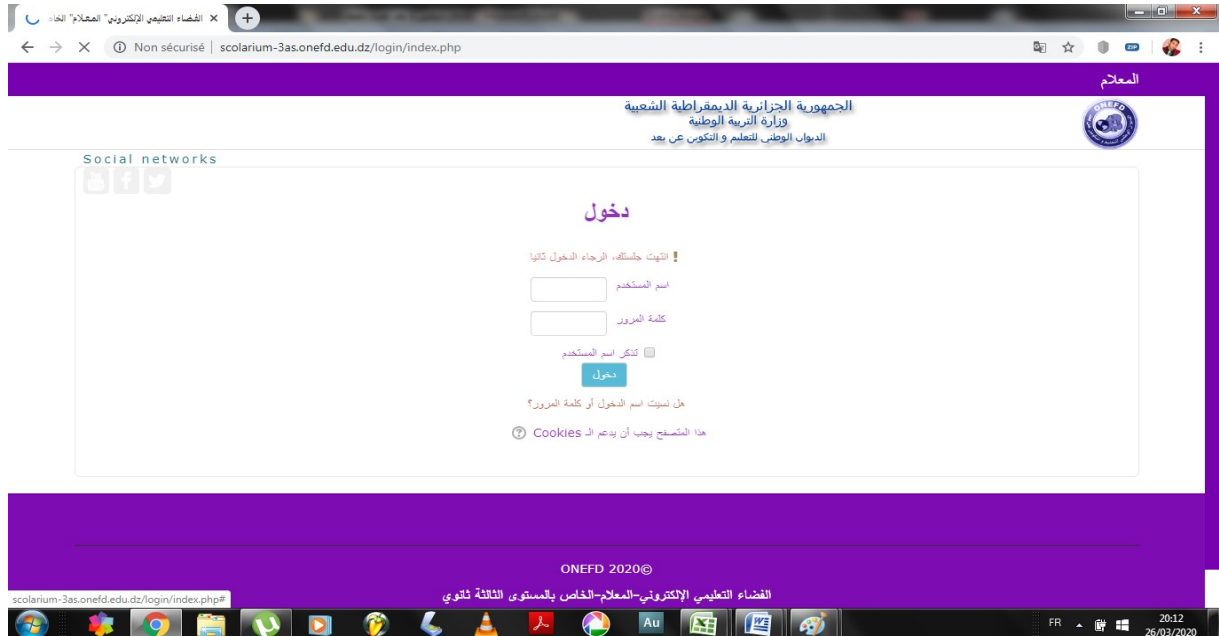 الفضاء التعليمي الإلكتروني" المعلام" الخا
Non sécurisé | scolarium-3as.onefd.edu.dz/login/index.php
ZIP
المعلام
الجمهورية الجزائرية الديمقراطية الشعبية
وزارة التربية الوطنية
الديوان الوطني للتعليم و التكوين عن بعد
ONEFD
Social networks
دخول
انتهت جلستك، الرجاء الدخول ثانيا
اسم المستخدم
كلمة المرور
تذكر اسم المستخدم
دخول
هل نسيت اسم الدخول أو كلمة المرور؟
هذا المتصفح يجب أن يدعم الـ Cookies
ONEFD 2020©
الفضاء التعليمي الإلكتروني-المعلام-الخاص بالمستوى الثالثة ثانوي
scolarium-3as.onefd.edu.dz/login/index.php#
Au
FR
20:12
26/03/2020